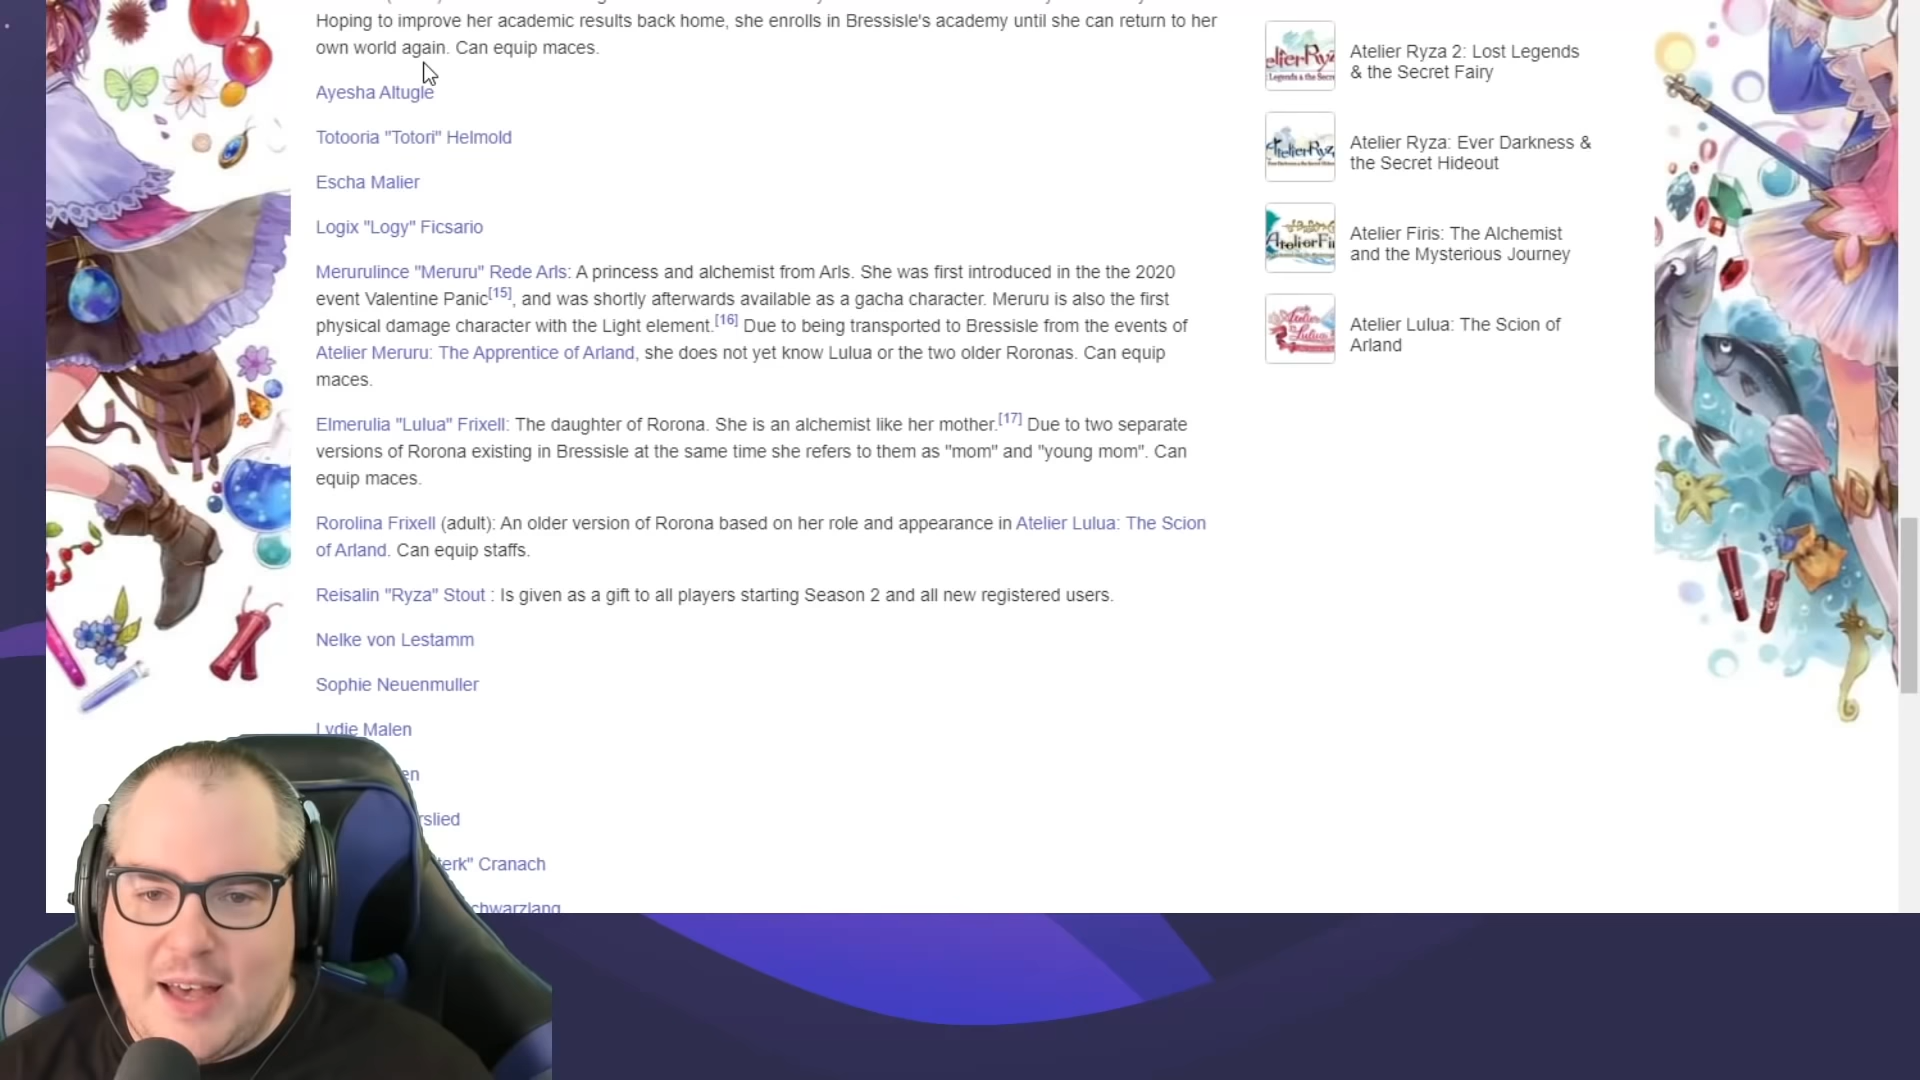 Hoping to improve her academic results back home, she enrolls in Bressisle's academy until she can return to her
own world again. Can equip maces.
Ayesha Altugle
Totooria "Totori" Helmold
Escha Malier
Logix "Logy" Ficsario
Merurulince "Meruru" Rede Arls: A princess and alchemist from Arls. She was first introduced in the the 2020
event Valentine Panic[15], and was shortly afterwards available as a gacha character. Meruru is also the first
physical damage character with the Light element.[16] Due to being transported to Bressisle from the events of
Atelier Meruru: The Apprentice of Arland, she does not yet know Lulua or the two older Roronas. Can equip
maces.
Elmerulia "Lulua" Frixell: The daughter of Rorona. She is an alchemist like her mother.[17] Due to two separate
versions of Rorona existing in Bressisle at the same time she refers to them as "mom" and "young mom". Can
equip maces.
Rorolina Frixell (adult): An older version of Rorona based on her role and appearance in Atelier Lulua: The Scion
of Arland. Can equip staffs.
Reisalin "Ryza" Stout : Is given as a gift to all players starting Season 2 and all new registered users.
Nelke von Lestamm
Sophie Neuenmuller
Lydie Malen
en
rslied
erk" Cranach
chwarzlang
Atelier Ryza 2: Lost Legends
& the Secret Fairy
Atelier Ryza: Ever Darkness &
the Secret Hideout
Atelier Firis: The Alchemist
and the Mysterious Journey
Atelier Lulua: The Scion of
Arland